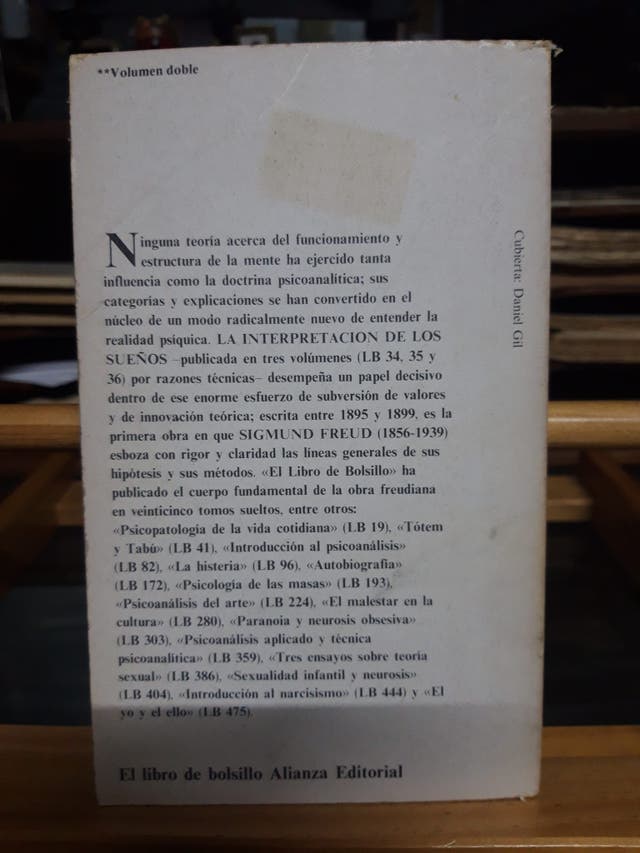 **Volumen doble
Ninguna teoría acerca del funcionamiento y
estructura de la mente ha ejercido tanta
influencia como la doctrina psicoanalítica; sus
categorías y explicaciones se han convertido en el
núcleo de un modo radicalmente nuevo de entender la
realidad psíquica. LA INTERPRETACION DE LOS
SUEÑOS –publicada en tres volúmenes (LB 34, 35 y
36) por razones técnicas– desempeña un papel decisivo
dentro de ese enorme esfuerzo de subversión de valores
y de innovación teórica; escrita entre 1895 y 1899, es la
primera obra en que SIGMUND FREUD (1856-1939)
esboza con rigor y claridad las líneas generales de sus
hipótesis y sus métodos. «El Libro de Bolsillo» ha
publicado el cuerpo fundamental de la obra freudiana
en veinticinco tomos sueltos, entre otros:
«Psicopatología de la vida cotidiana» (LB 19), «Tótem
y Tabú» (LB 41), «Introducción al psicoanálisis»
(LB 82), «La histeria» (LB 96), «Autobiografía»
(LB 172), «Psicología de las masas» (LB 193),
«Psicoanálisis del arte» (LB 224), «El malestar en la
cultura» (LB 280), «Paranoia y neurosis obsesiva»
(LB 303), «Psicoanálisis aplicado y técnica
psicoanalítica» (LB 359), «Tres ensayos sobre teoría
sexual» (LB 386), «Sexualidad infantil y neurosis»
(LB 404), «Introducción al narcisismo» (LB 444) y «El
yo y el ello» (LB 475).
Cubierta: Daniel Gil
El libro de bolsillo Alianza Editorial